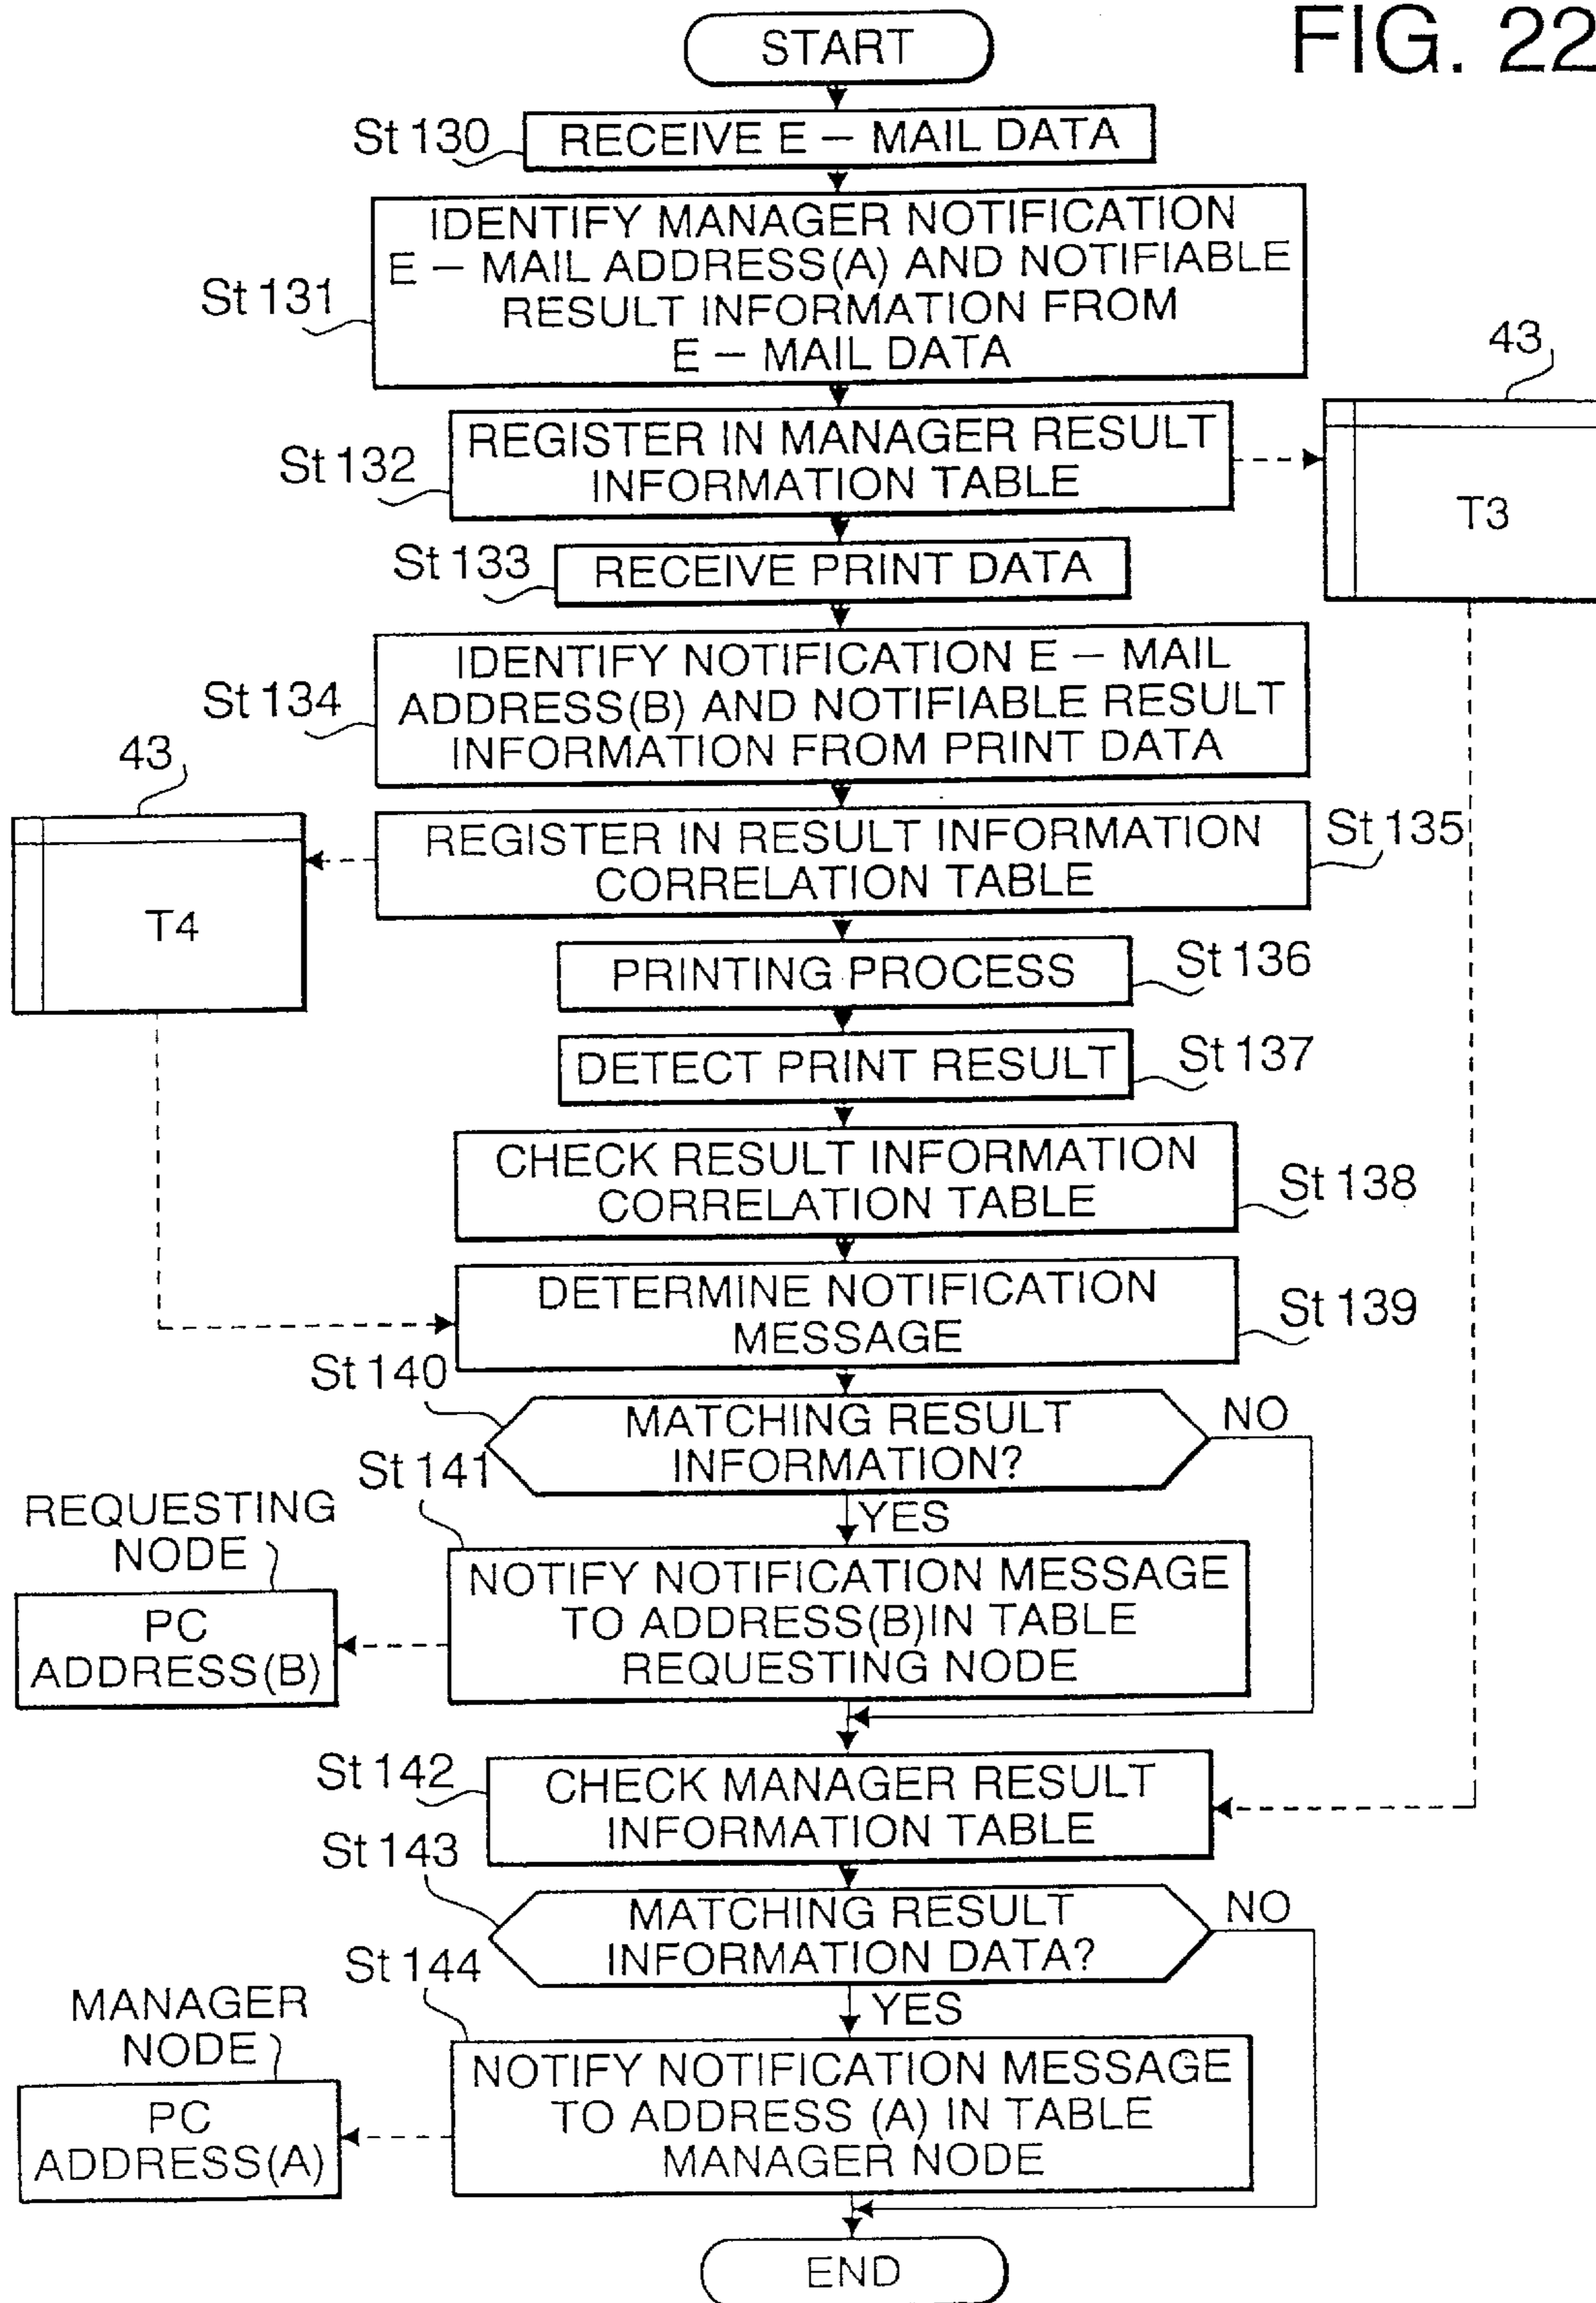 FIG. 22
START
St 130
RECEIVE E – MAIL DATA
St 131
IDENTIFY MANAGER NOTIFICATION
E – MAIL ADDRESS(A) AND NOTIFIABLE
RESULT INFORMATION FROM
E – MAIL DATA
43
St 132
REGISTER IN MANAGER RESULT
INFORMATION TABLE
T3
St 133
RECEIVE PRINT DATA
St 134
IDENTIFY NOTIFICATION E – MAIL
ADDRESS(B) AND NOTIFIABLE RESULT
INFORMATION FROM PRINT DATA
43
T4
REGISTER IN RESULT INFORMATION
CORRELATION TABLE
St 135
PRINTING PROCESS
St 136
DETECT PRINT RESULT
St 137
CHECK RESULT INFORMATION
CORRELATION TABLE
St 138
DETERMINE NOTIFICATION
MESSAGE
St 139
St 140
MATCHING RESULT
INFORMATION?
NO
YES
St 141
REQUESTING
NODE
PC
ADDRESS(B)
NOTIFY NOTIFICATION MESSAGE
TO ADDRESS(B)IN TABLE
REQUESTING NODE
St 142
CHECK MANAGER RESULT
INFORMATION TABLE
St 143
MATCHING RESULT
INFORMATION DATA?
NO
YES
St 144
MANAGER
NODE
PC
ADDRESS(A)
NOTIFY NOTIFICATION MESSAGE
TO ADDRESS (A) IN TABLE
MANAGER NODE
END